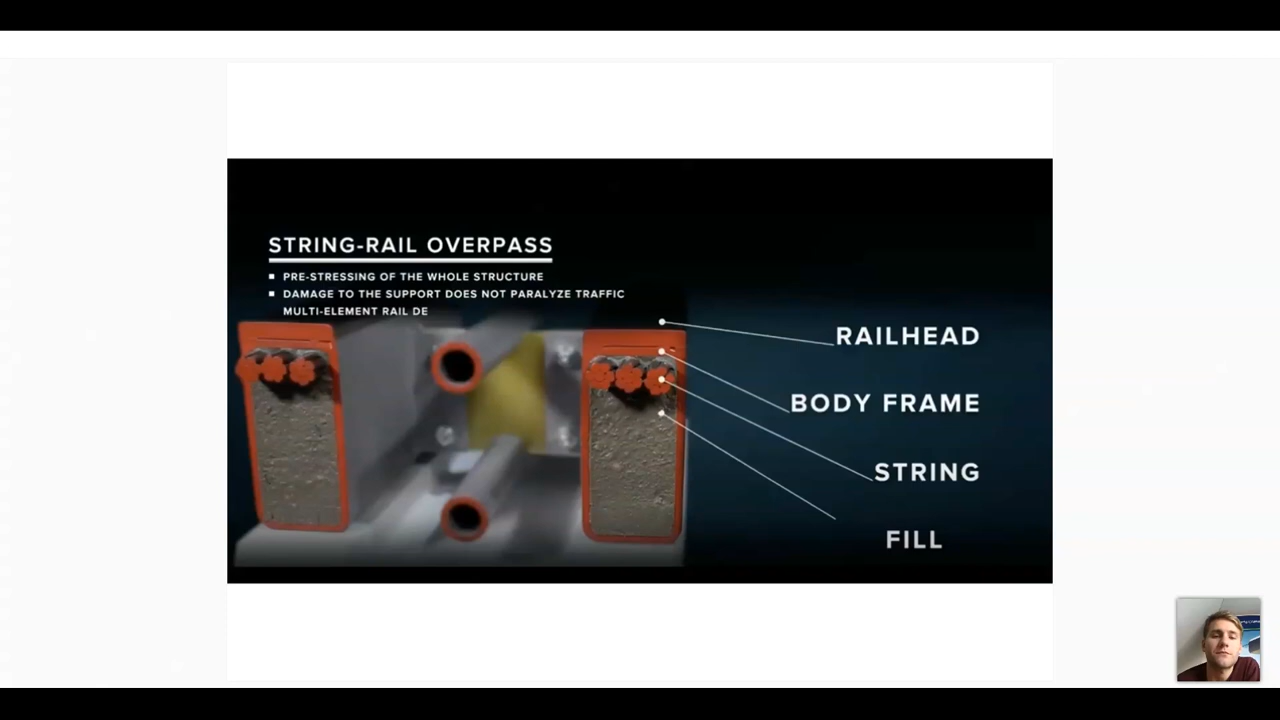 STRING-RAIL OVERPASS
PRE-STRESSING OF THE WHOLE STRUCTURE
DAMAGE TO THE SUPPORT DOES NOT PARALYZE TRAFFIC
MULTI-ELEMENT RAIL DE
RAILHEAD
BODY FRAME
STRING
FILL